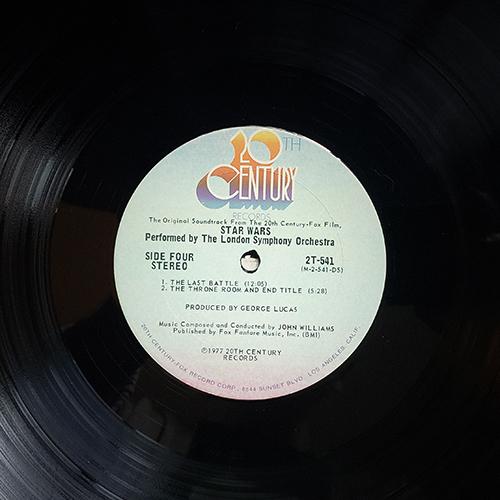 20TH
CENTURY
RECORDS
The Original Soundtrack From The 20th Century-Fox Film,
STAR WARS
Performed by The London Symphony Orchestra
SIDE FOUR
STEREO
2T-541
(M-2-541-DS)
1. THE LAST BATTLE (12:05)
2. THE THRONE ROOM AND END TITLE (5:28)
PRODUCED BY GEORGE LUCAS
Music Composed and Conducted by JOHN WILLIAMS
Published by Fox Fanfare Music, Inc. (BMI)
Ⓟ1977 20TH CENTURY
RECORDS
20TH CENTURY-FOX RECORD CORP., 8544 SUNSET BLVD., LOS ANGELES, CALIF.